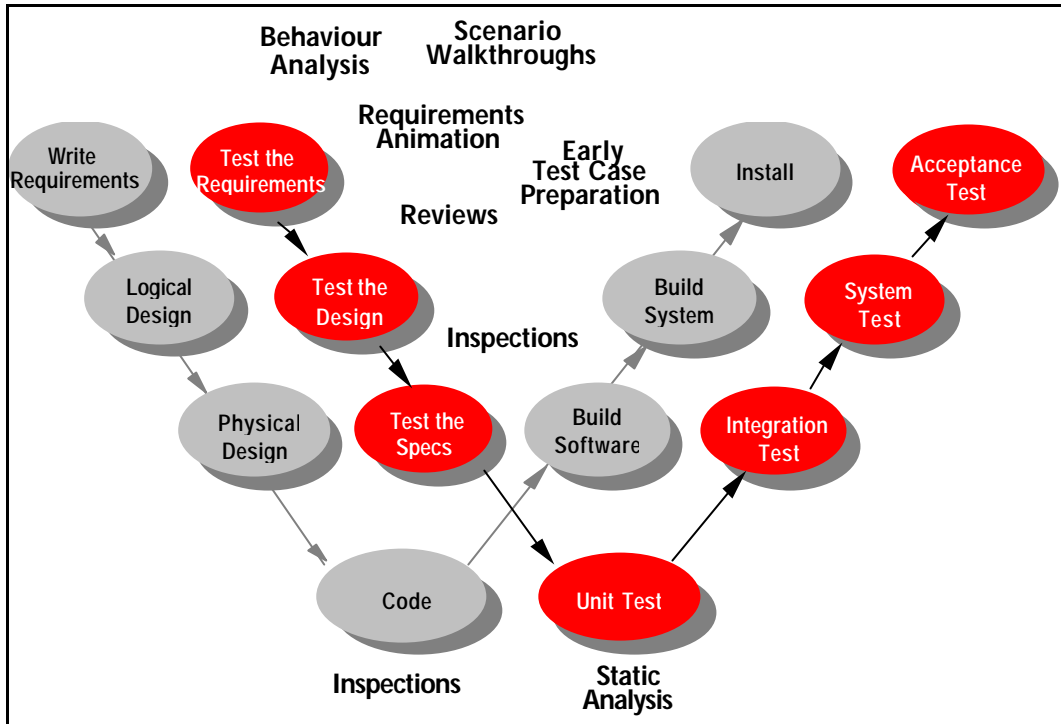 Behaviour
Analysis
Scenario
Walkthroughs
Requirements
Animation
Early
Test Case
Preparation
Reviews
Write
Requirements
Test the
Requirements
Install
Acceptance
Test
Logical
Design
Test the
Design
Build
System
System
Test
Inspections
Physical
Design
Test the
Specs
Build
Software
Integration
Test
Code
Unit Test
Inspections
Static
Analysis